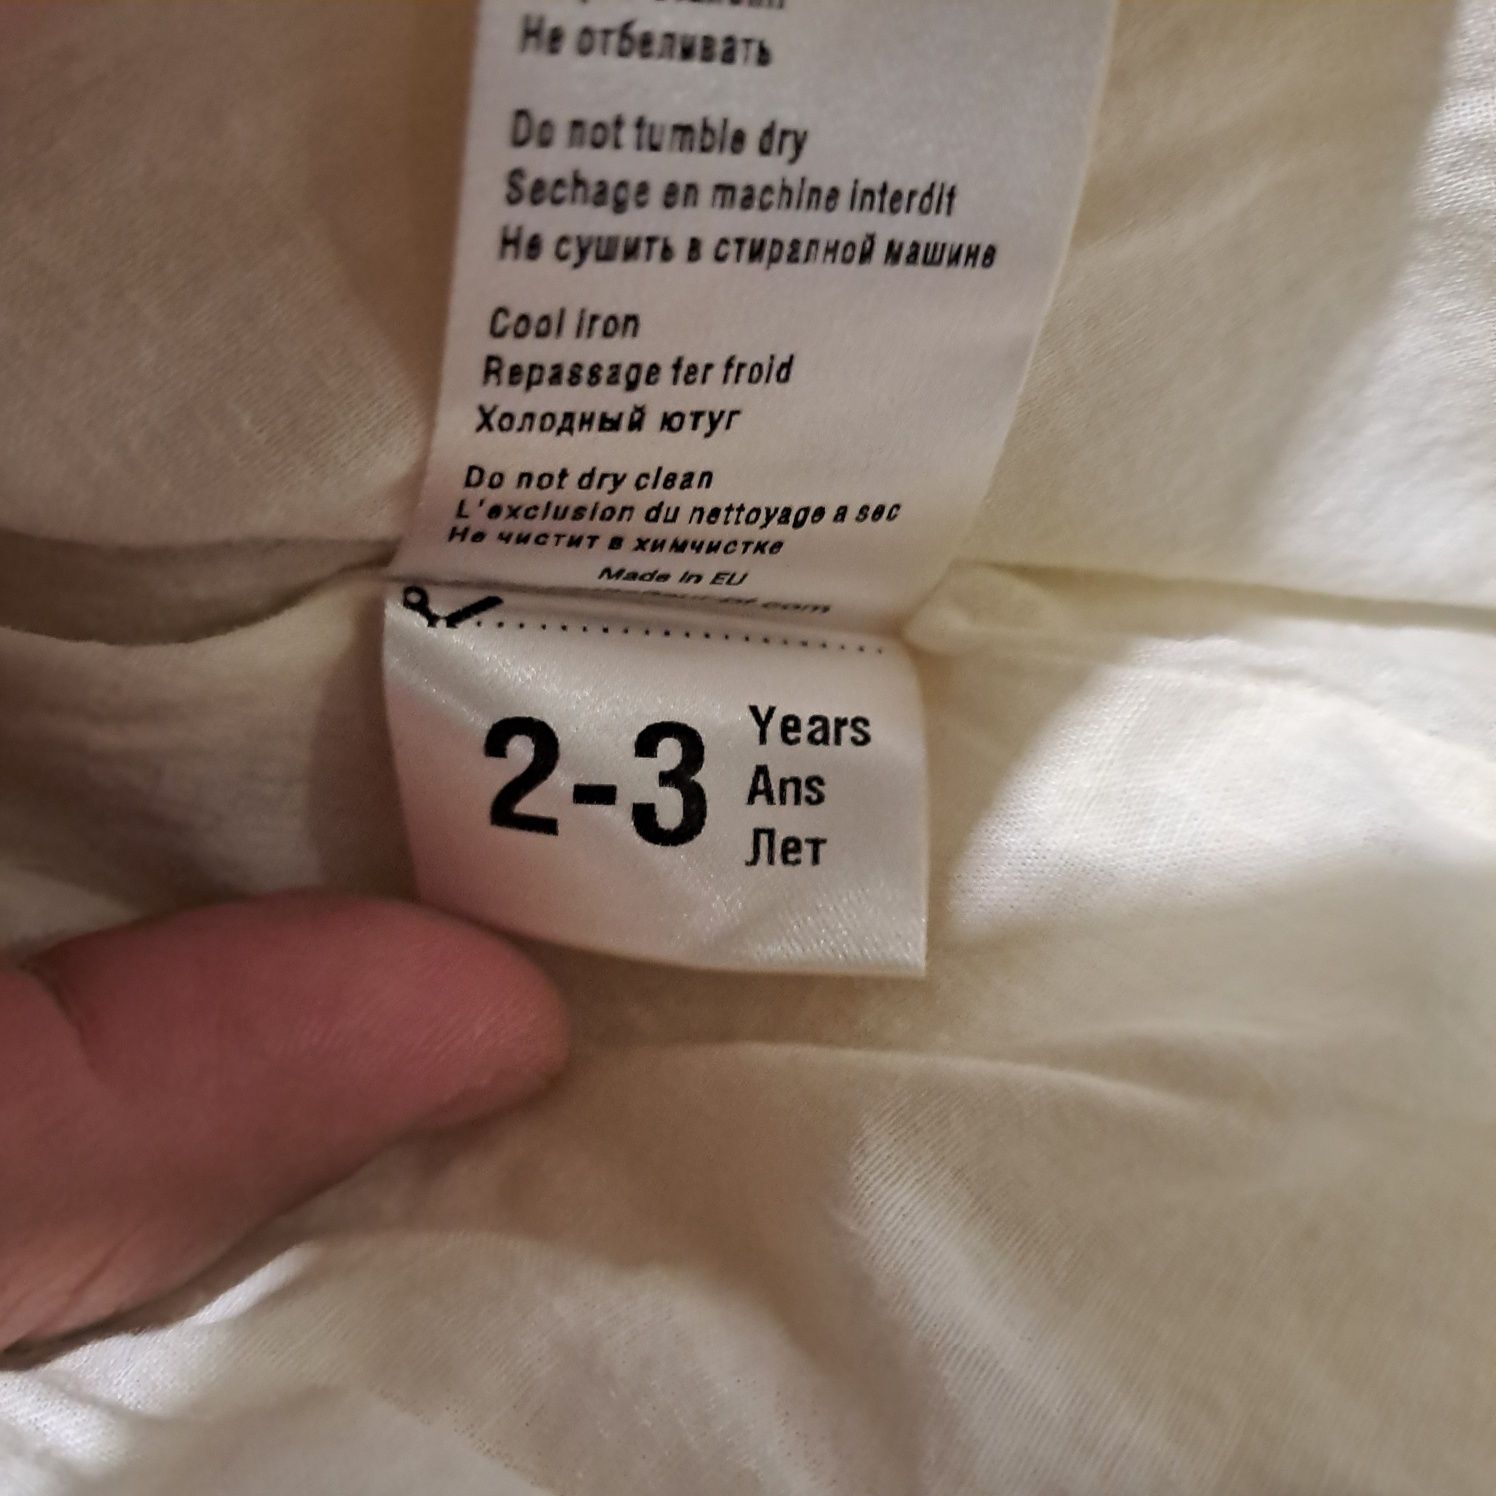 Не отбеливать
Do not tumble dry
Sechage en machine interdit
Не сушить в стиралной машине
Cool iron
Repassage fer froid
Холодный ютуг
Do not dry clean
L'exclusion du nettoyage a sec
Не чистит в химчистке
Made in EU
2-3 Years
Ans
Лет